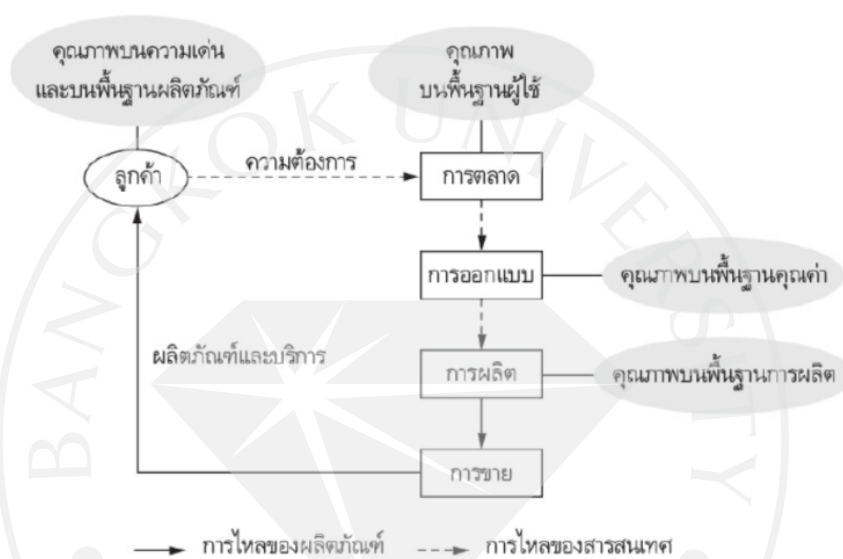 คุณภาพบนความเด่น
และบนพื้นฐานผลิตภัณฑ์
คุณภาพ
บนพื้นฐานผู้ใช้
ลูกค้า
ความต้องการ
การตลาด
การออกแบบ
คุณภาพบนพื้นฐานคุณค่า
ผลิตภัณฑ์และบริการ
การผลิต
คุณภาพบนพื้นฐานการผลิต
การขาย
การไหลของผลิตภัณฑ์
การไหลของสารสนเทศ
BANGKOK UNIVERSITY